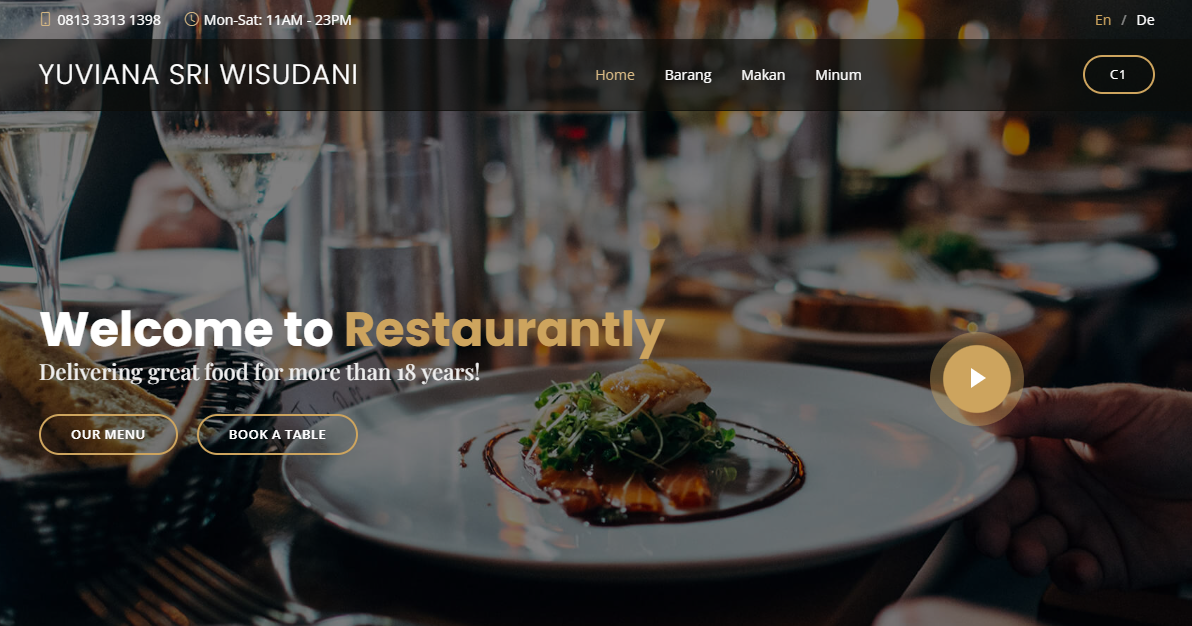 0813 3313 1398 Mon-Sat: 11AM - 23PM En / De
YUVIANA SRI WISUDANI Home Barang Makan Minum C1
Welcome to Restaurantly
Delivering great food for more than 18 years!
OUR MENU BOOK A TABLE